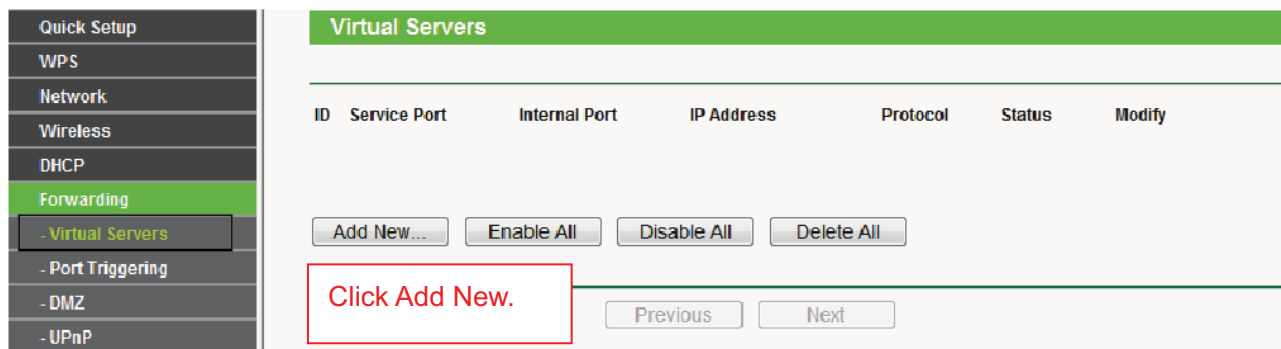 Quick Setup
WPS
Network
Wireless
DHCP
Forwarding
- Virtual Servers
- Port Triggering
- DMZ
- UPnP
Virtual Servers
ID Service Port Internal Port IP Address Protocol Status Modify
Add New... Enable All Disable All Delete All
Click Add New.
Previous Next